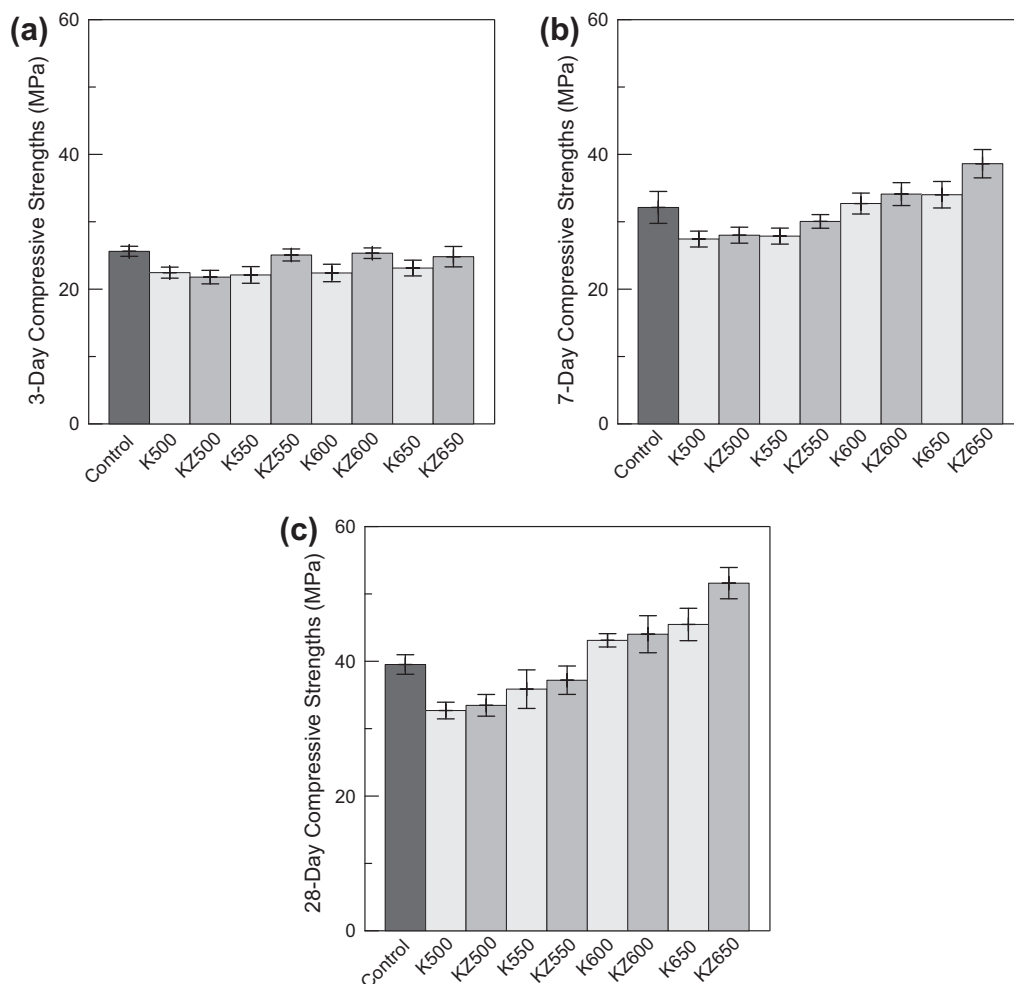 (a)
3-Day Compressive Strengths (MPa)
60
40
20
0
Control
K500
KZ500
K550
KZ550
K600
KZ600
K650
KZ650
(b)
7-Day Compressive Strengths (MPa)
60
40
20
0
Control
K500
KZ500
K550
KZ550
K600
KZ600
K650
KZ650
(c)
28-Day Compressive Strengths (MPa)
60
40
20
0
Control
K500
KZ500
K550
KZ550
K600
KZ600
K650
KZ650